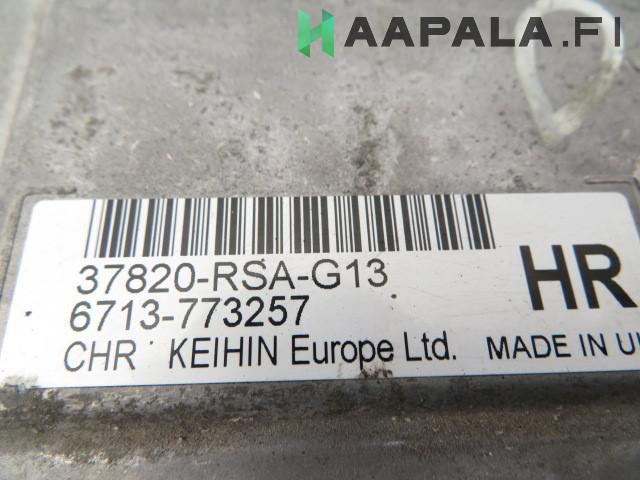 HAAPALA.FI
37820-RSA-G13
6713-773257
HR
CHR KEIHIN Europe Ltd. MADE IN